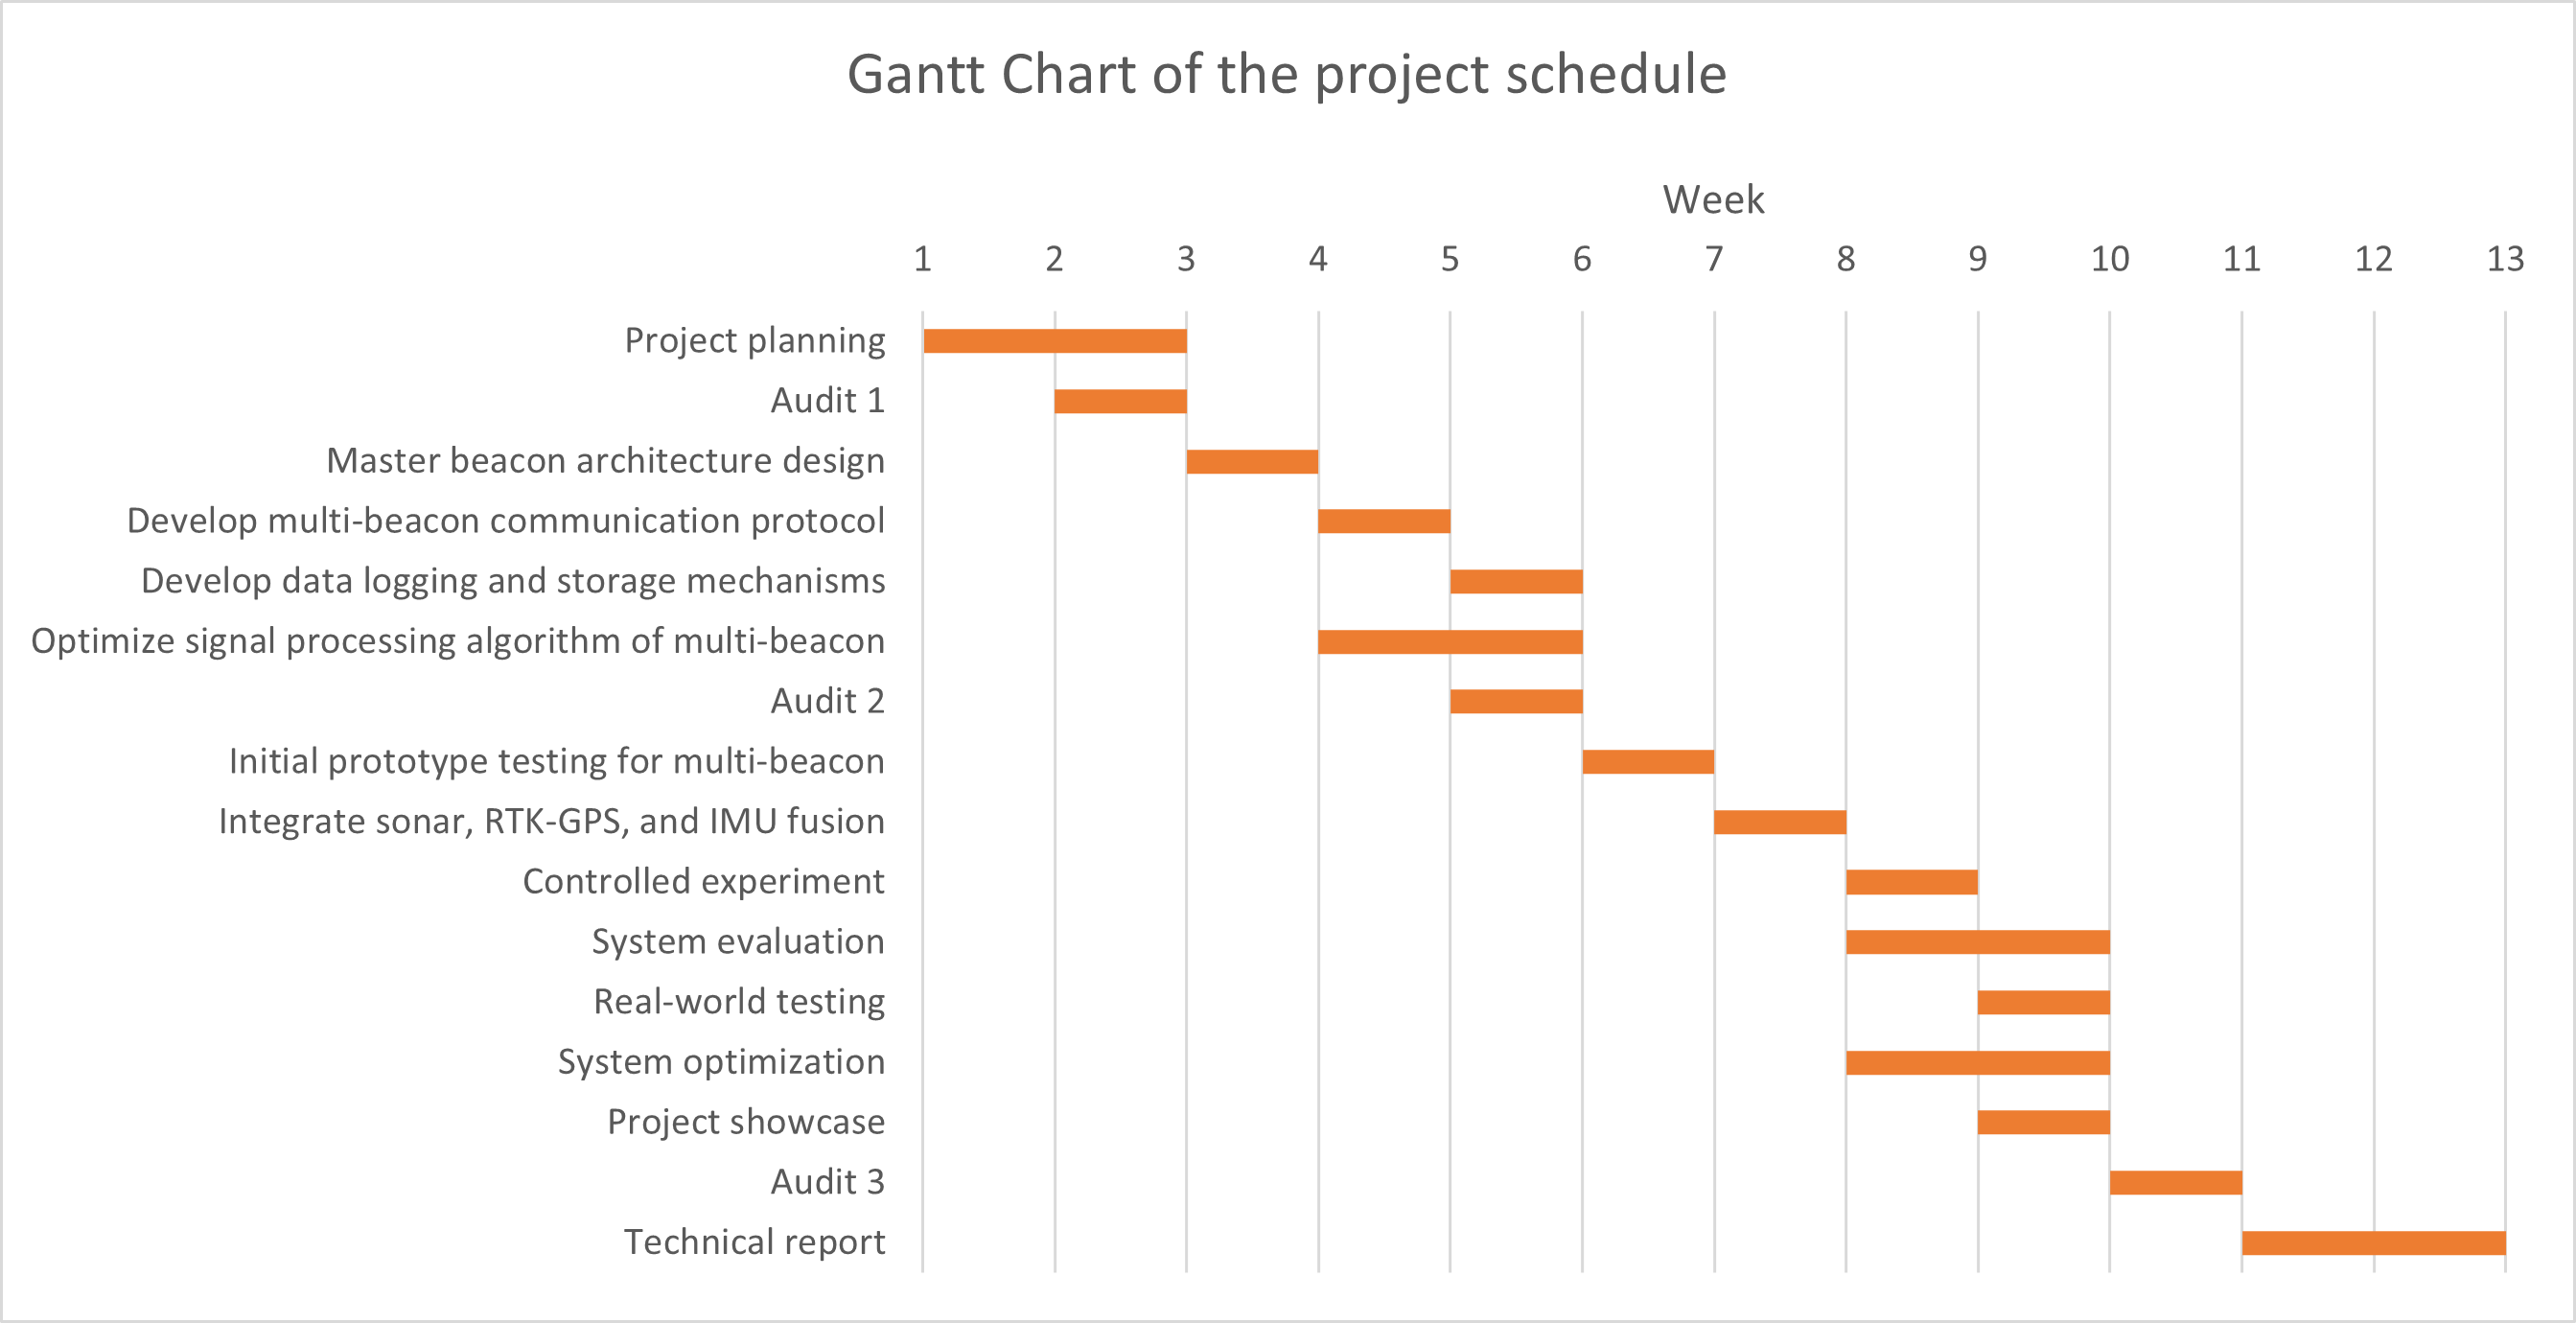 Gantt Chart of the project schedule
Week
1 2 3 4 5 6 7 8 9 10 11 12 13
Project planning
Audit 1
Master beacon architecture design
Develop multi-beacon communication protocol
Develop data logging and storage mechanisms
Optimize signal processing algorithm of multi-beacon
Audit 2
Initial prototype testing for multi-beacon
Integrate sonar, RTK-GPS, and IMU fusion
Controlled experiment
System evaluation
Real-world testing
System optimization
Project showcase
Audit 3
Technical report